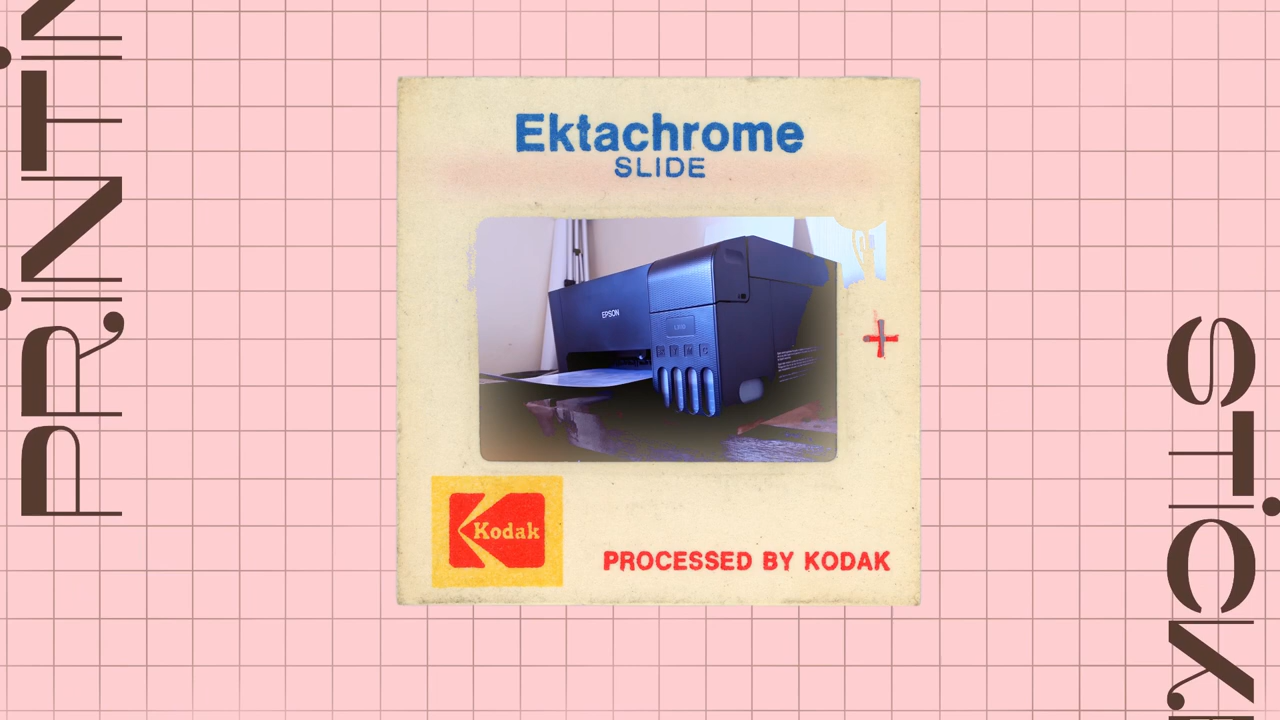 PRiNTiN
Ektachrome
SLIDE
EPSON
Kodak
PROCESSED BY KODAK
STiCK